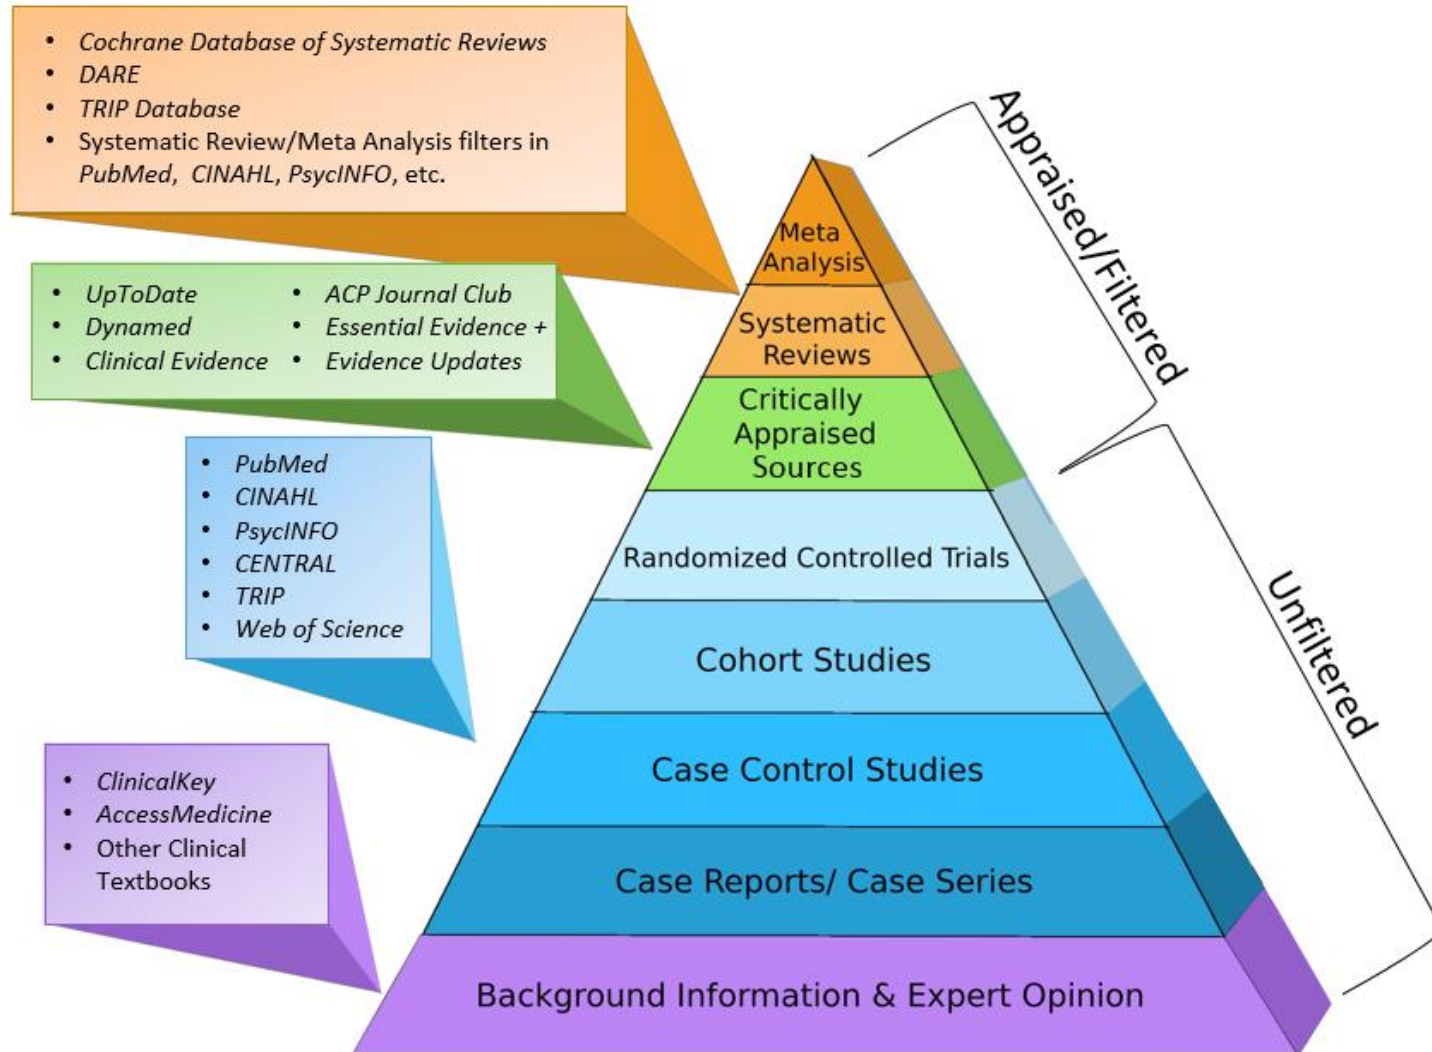 • Cochrane Database of Systematic Reviews
• DARE
• TRIP Database
• Systematic Review/Meta Analysis filters in
PubMed, CINAHL, PsycINFO, etc.
• UpToDate
• Dynamed
• Clinical Evidence
• ACP Journal Club
• Essential Evidence +
• Evidence Updates
• PubMed
• CINAHL
• PsycINFO
• CENTRAL
• TRIP
• Web of Science
• ClinicalKey
• AccessMedicine
• Other Clinical
Textbooks
Meta
Analysis
Systematic
Reviews
Critically
Appraised
Sources
Randomized Controlled Trials
Cohort Studies
Case Control Studies
Case Reports/ Case Series
Background Information & Expert Opinion
Appraised/Filtered
Unfiltered